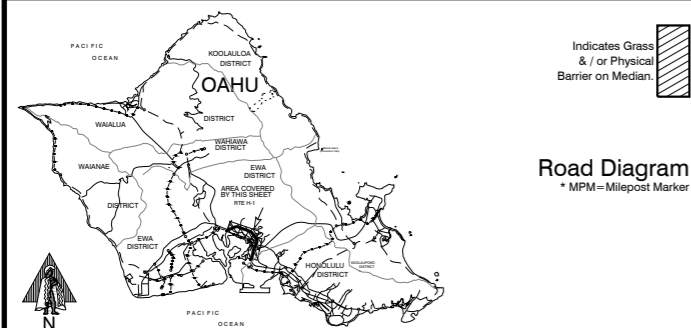 PACIFIC
OCEAN
KOOLAULOA
DISTRICT
OAHU
Indicates Grass
& / or Physical
Barrier on Median.
WAIALUA
DISTRICT
WAHIAWA
DISTRICT
WAIANAE
EWA
DISTRICT
AREA COVERED
BY THIS SHEET
RTE H-1
Road Diagram
* MPM=Milepost Marker
DISTRICT
EWA
DISTRICT
HONOLULU
DISTRICT
KOOLAUPOKO
DISTRICT
N
PACIFIC
OCEAN